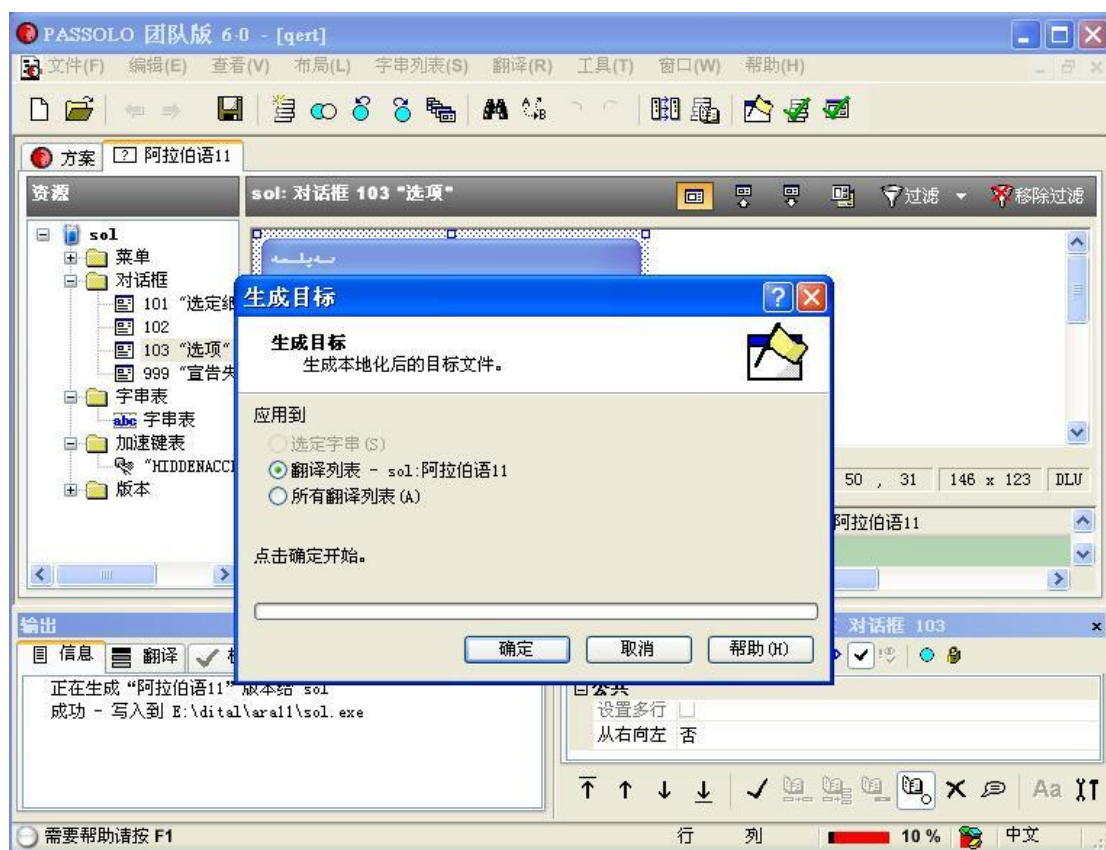 PASSOLO 团队版 6.0 - [qert]
文件(F) 编辑(E) 查看(V) 布局(L) 字串列表(S) 翻译(R) 工具(T) 窗口(W) 帮助(H)
方案 阿拉伯语11
资源
sol: 对话框 103 "选项"
过滤 移除过滤
sol
菜单
对话框
101 "选定纸
102
103 "选项"
999 "宣告失
字串表
abc 字串表
加速键表
"HIDDENACCE
版本
生成目标
生成目标
生成本地化后的目标文件。
应用到
选定字串(S)
翻译列表 - sol:阿拉伯语11
所有翻译列表(A)
点击确定开始。
确定 取消 帮助(H)
50 , 31 146 x 123 DLU
阿拉伯语11
输出
信息 翻译
正在生成 “阿拉伯语11” 版本给 sol
成功 - 写入到 E:\dital\ara11\sol.exe
对话框 103
公共
设置多行
从右向左 否
Aa
需要帮助请按 F1
行 列 10 % 中文